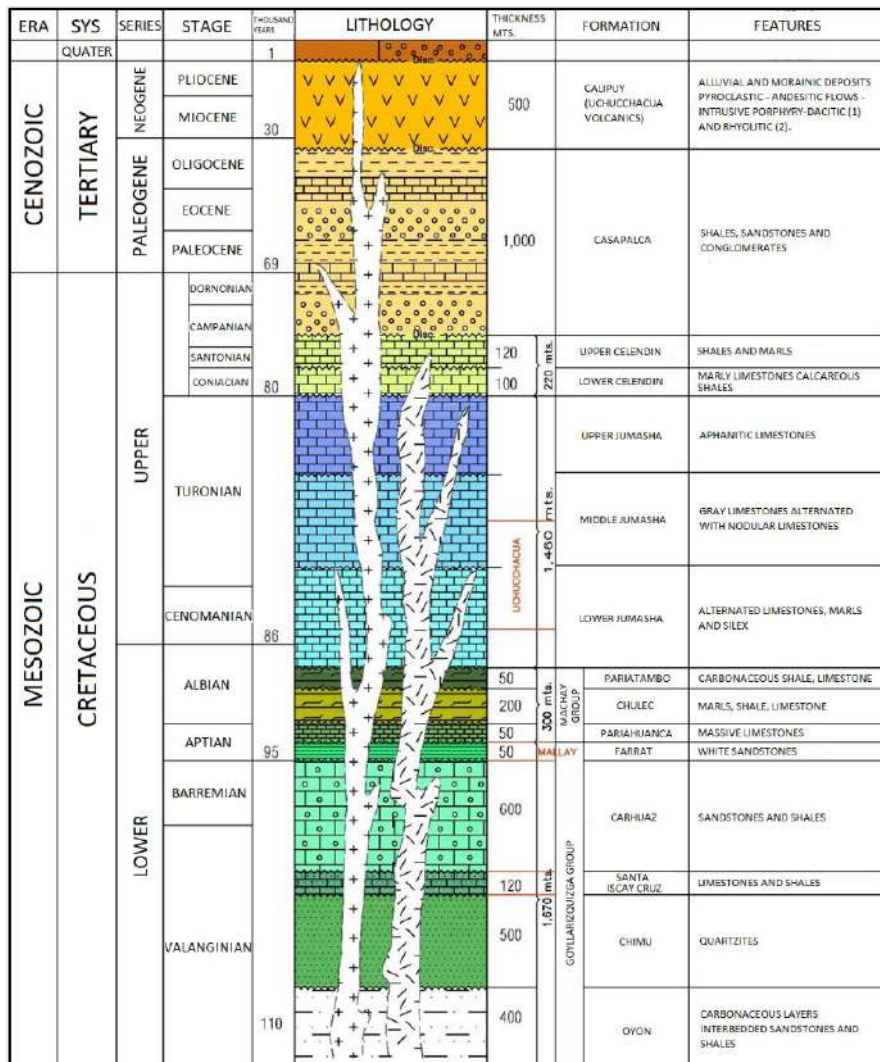 ERA SYS SERIES STAGE THOUSAND YEARS LITHOLOGY THICKNESS MTS. FORMATION FEATURES
QUATER
1
Disc
CENOZOIC
TERTIARY
NEOGENE
PLIOCENE
MIOCENE
30
500
CALIPUY
(UCHUCCHACUA
VOLCANICS)
ALLUVIAL AND MORAINIC DEPOSITS
PYROCLASTIC - ANDESITIC FLOWS -
INTRUSIVE PORPHYRY-DACITIC (1)
AND RHYOLITIC (2).
Disc
PALEOGENE
OLIGOCENE
EOCENE
PALEOCENE
69
1,000
CASAPALCA
SHALES, SANDSTONES AND
CONGLOMERATES
MESOZOIC
CRETACEOUS
UPPER
DORNONIAN
CAMPANIAN
Disc
SANTONIAN
120
220 mts.
UPPER CELENDIN
SHALES AND MARLS
CONIACIAN
80
100
LOWER CELENDIN
MARLY LIMESTONES CALCAREOUS
SHALES
TURONIAN
UPPER JUMASHA
APHANITIC LIMESTONES
1,460 mts.
UCHUCCHACUA
MIDDLE JUMASHA
GRAY LIMESTONES ALTERNATED
WITH NODULAR LIMESTONES
CENOMANIAN
86
LOWER JUMASHA
ALTERNATED LIMESTONES, MARLS
AND SILEX
LOWER
ALBIAN
50
PARIATAMBO
CARBONACEOUS SHALE, LIMESTONE
200
300 mts.
MACHAY
GROUP
CHULEC
MARLS, SHALE, LIMESTONE
APTIAN
50
PARIAHUANCA
MASSIVE LIMESTONES
95
50
MALLAY
FARRAT
WHITE SANDSTONES
BARREMIAN
600
CARHUAZ
SANDSTONES AND SHALES
1,670 mts.
GOYLLARIZQUIZGA GROUP
120
SANTA
ISCAY CRUZ
LIMESTONES AND SHALES
VALANGINIAN
500
CHIMU
QUARTZITES
110
400
OYON
CARBONACEOUS LAYERS
INTERBEDDED SANDSTONES AND
SHALES